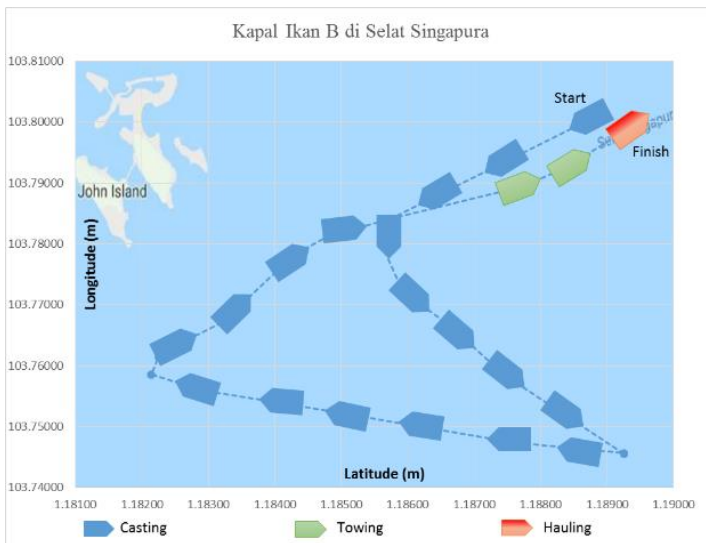 Kapal Ikan B di Selat Singapura
103.81000
103.80000
103.79000
103.78000
103.77000
103.76000
103.75000
103.74000
Longitude (m)
John Island
Start
Finish
Latitude (m)
1.18100
1.18200
1.18300
1.18400
1.18500
1.18600
1.18700
1.18800
1.18900
1.19000
Casting
Towing
Hauling